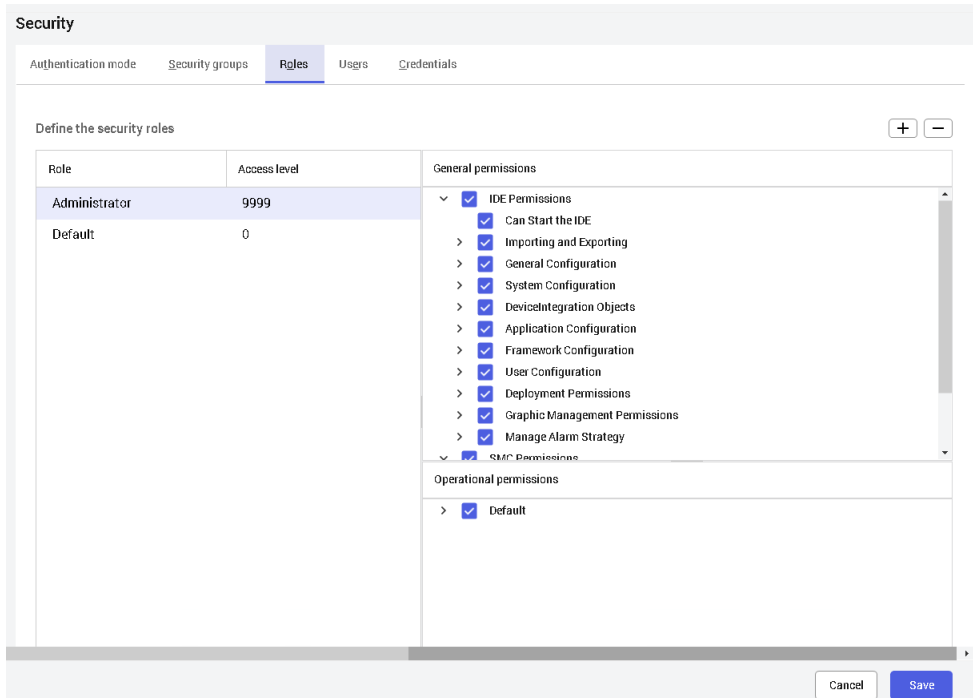 Security
Authentication mode Security groups Roles Users Credentials
Define the security roles
Role Access level General permissions
Administrator 9999
Default 0
IDE Permissions
Can Start the IDE
Importing and Exporting
General Configuration
System Configuration
DeviceIntegration Objects
Application Configuration
Framework Configuration
User Configuration
Deployment Permissions
Graphic Management Permissions
Manage Alarm Strategy
SMC Permissions
Operational permissions
Default
Cancel Save